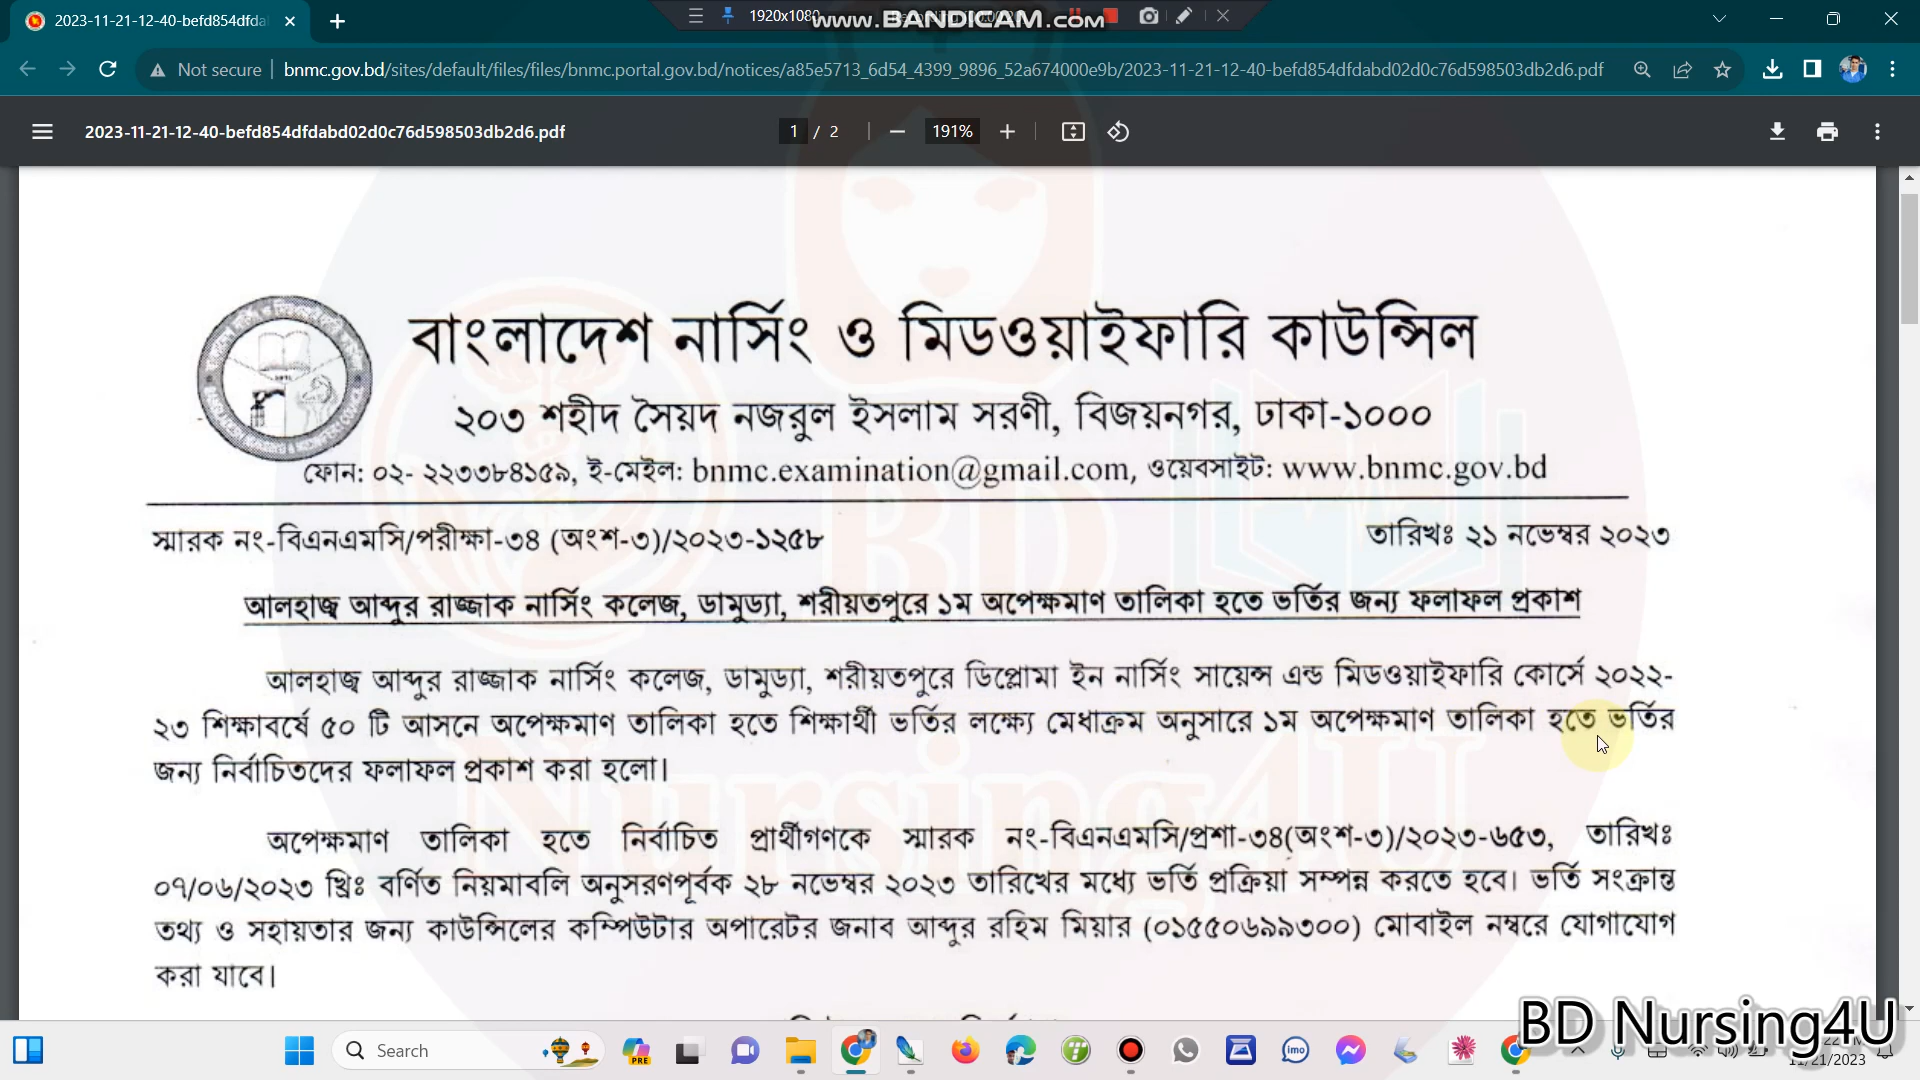 2023-11-21-12-40-befd854dfda
1920x1080
www.BANDICAM.com
Not secure
bnmc.gov.bd/sites/default/files/files/bnmc.portal.gov.bd/notices/a85e5713_6d54_4399_9896_52a674000e9b/2023-11-21-12-40-befd854dfdabd02d0c76d598503db2d6.pdf
2023-11-21-12-40-befd854dfdabd02d0c76d598503db2d6.pdf
1 / 2
191%
বাংলাদেশ নার্সিং ও মিডওয়াইফারি কাউন্সিল
২০৩ শহীদ সৈয়দ নজরুল ইসলাম সরণী, বিজয়নগর, ঢাকা-১০০০
ফোন: ০২- ২২৩৩৮৪১৫৯, ই-মেইল: bnmc.examination@gmail.com, ওয়েবসাইট: www.bnmc.gov.bd
স্মারক নং-বিএনএমসি/পরীক্ষা-৩৪ (অংশ-৩)/২০২৩-১২৫৮
তারিখঃ ২১ নভেম্বর ২০২৩
আলহাজ্ব আব্দুর রাজ্জাক নার্সিং কলেজ, ডামুড্যা, শরীয়তপুরে ১ম অপেক্ষমাণ তালিকা হতে ভর্তির জন্য ফলাফল প্রকাশ
আলহাজ্ব আব্দুর রাজ্জাক নার্সিং কলেজ, ডামুড্যা, শরীয়তপুরে ডিপ্লোমা ইন নার্সিং সায়েন্স এন্ড মিডওয়াইফারি কোর্সে ২০২২-
২৩ শিক্ষাবর্ষে ৫০ টি আসনে অপেক্ষমাণ তালিকা হতে শিক্ষার্থী ভর্তির লক্ষ্যে মেধাক্রম অনুসারে ১ম অপেক্ষমাণ তালিকা হতে ভর্তির
জন্য নির্বাচিতদের ফলাফল প্রকাশ করা হলো।
অপেক্ষমাণ তালিকা হতে নির্বাচিত প্রার্থীগণকে স্মারক নং-বিএনএমসি/প্রশা-৩৪(অংশ-৩)/২০২৩-৬৫৩, তারিখঃ
০৭/০৬/২০২৩ খ্রিঃ বর্ণিত নিয়মাবলি অনুসরণপূর্বক ২৮ নভেম্বর ২০২৩ তারিখের মধ্যে ভর্তি প্রক্রিয়া সম্পন্ন করতে হবে। ভর্তি সংক্রান্ত
তথ্য ও সহায়তার জন্য কাউন্সিলের কম্পিউটার অপারেটর জনাব আব্দুর রহিম মিয়ার (০১৫৫০৬৯৯৩০০) মোবাইল নম্বরে যোগাযোগ
করা যাবে।
BD
Nursing4U
BD Nursing4U
Search
PRE
imo
11/21/2023